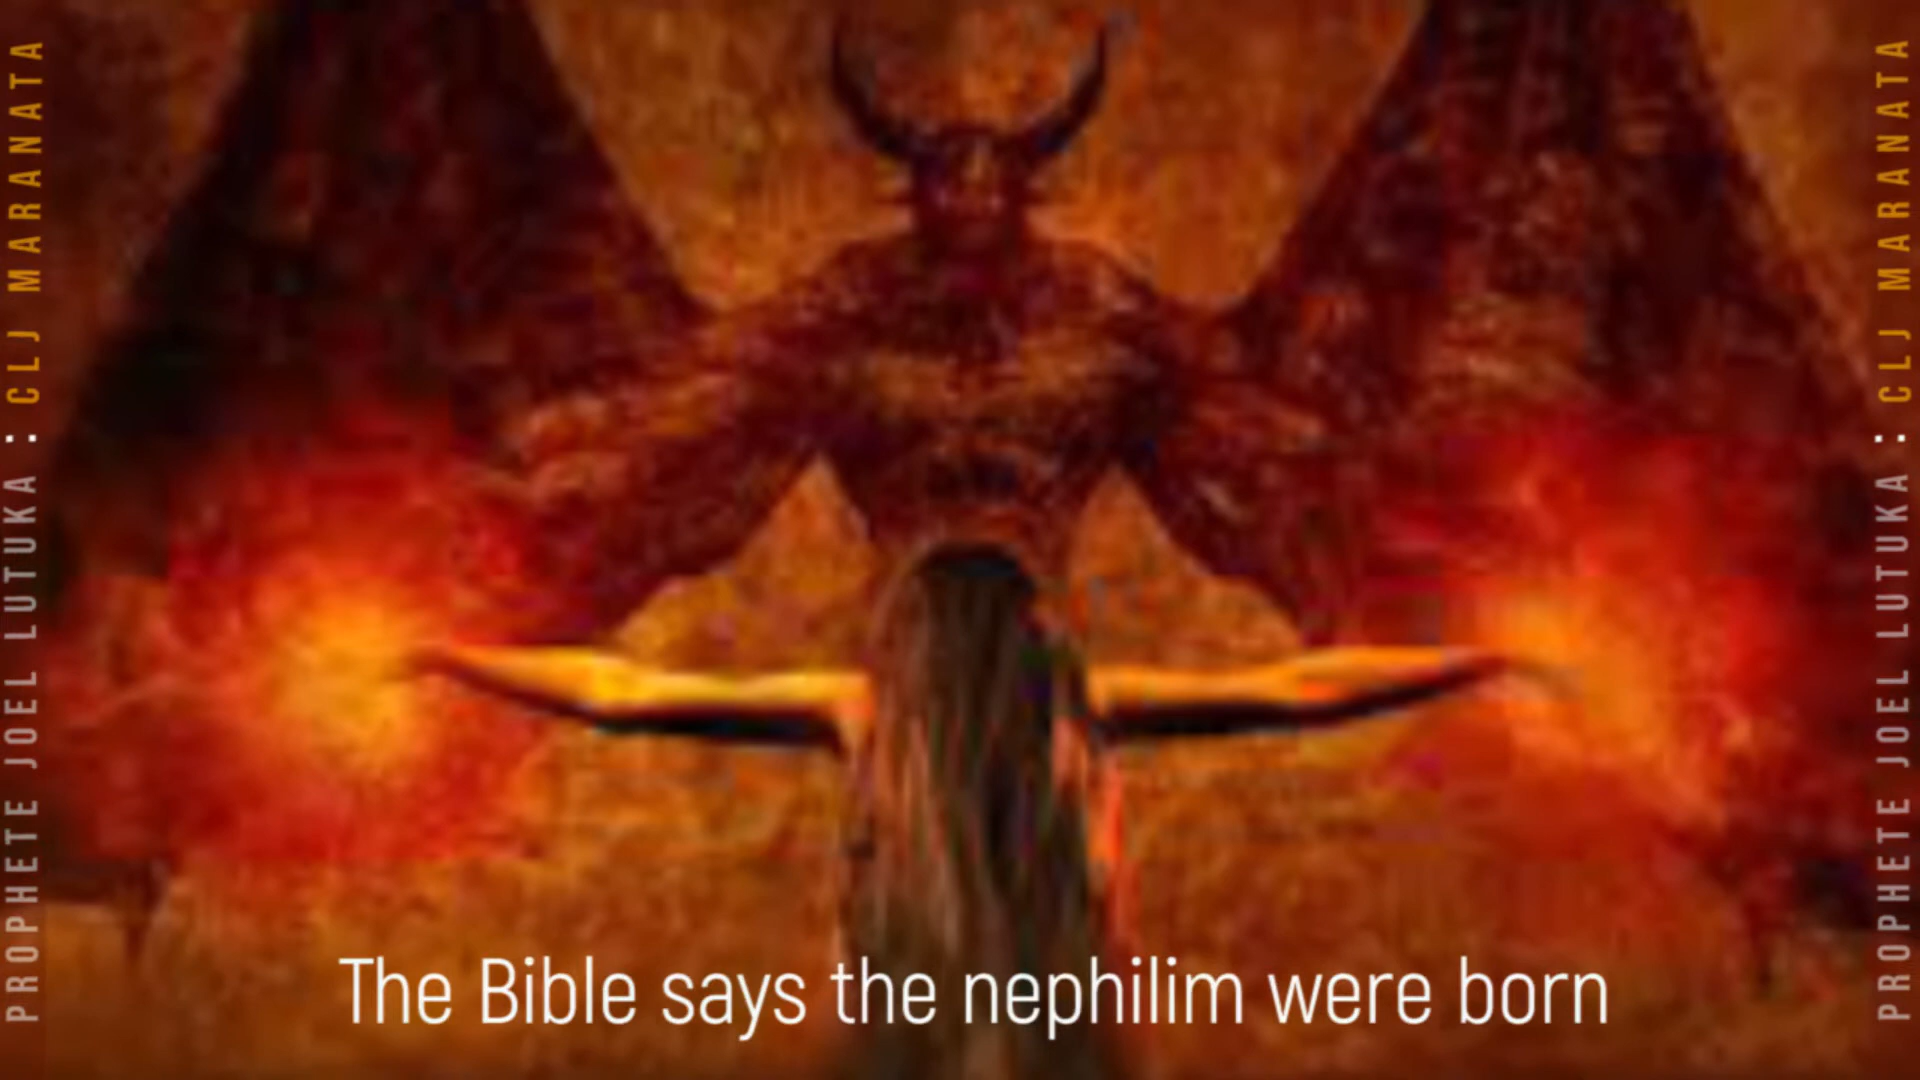 PROPHETE JOEL LUTUKA : CLJ MARANATA
The Bible says the nephilim were born
PROPHETE JOEL LUTUKA : CLJ MARANATA